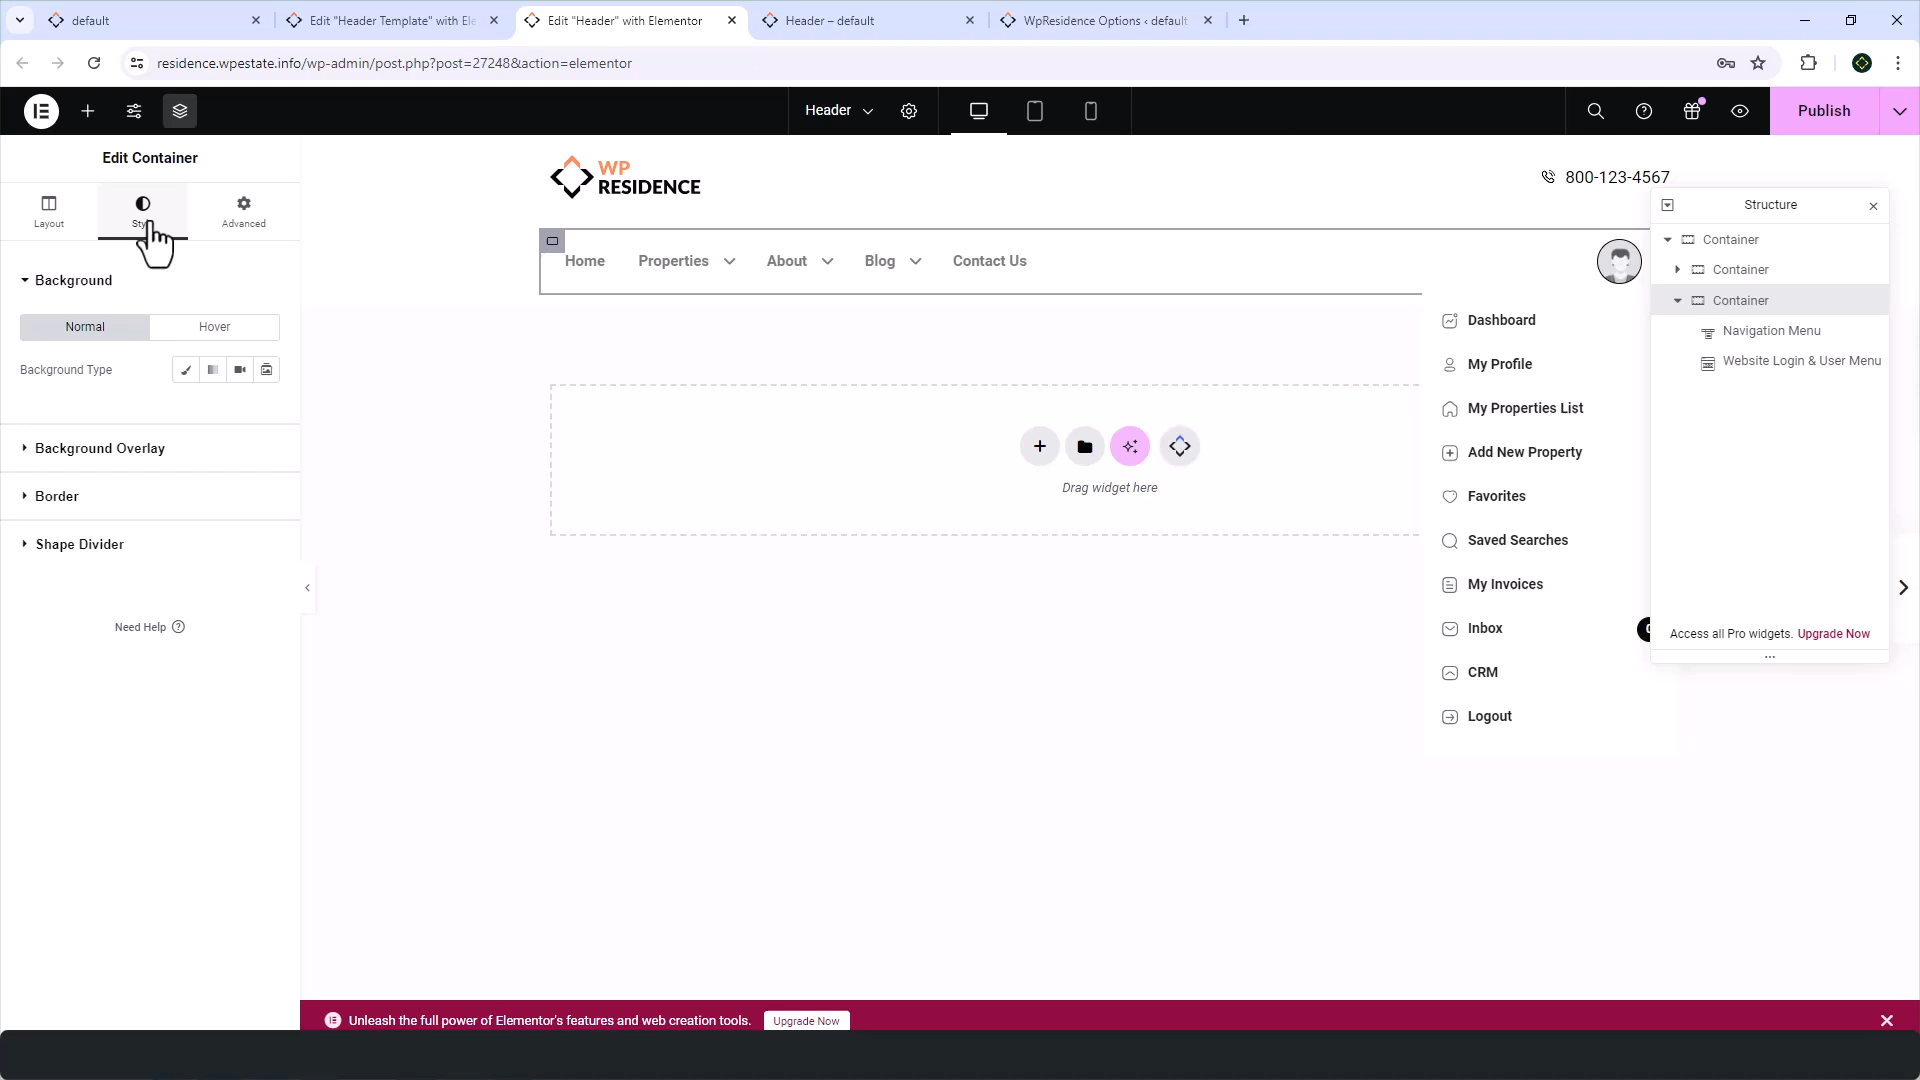 default
Edit "Header Template" with Ele
Edit "Header" with Elementor
Header – default
WpResidence Options ‹ default
residence.wpestate.info/wp-admin/post.php?post=27248&action=elementor
Header
Publish
Edit Container
Layout
Advanced
Background
Normal
Hover
Background Type
Background Overlay
Border
Shape Divider
Need Help
WP
RESIDENCE
800-123-4567
Home
Properties
About
Blog
Contact Us
Drag widget here
Dashboard
My Profile
My Properties List
Add New Property
Favorites
Saved Searches
My Invoices
Inbox
CRM
Logout
Structure
Container
Container
Container
Navigation Menu
Website Login & User Menu
Access all Pro widgets. Upgrade Now
Unleash the full power of Elementor's features and web creation tools.
Upgrade Now